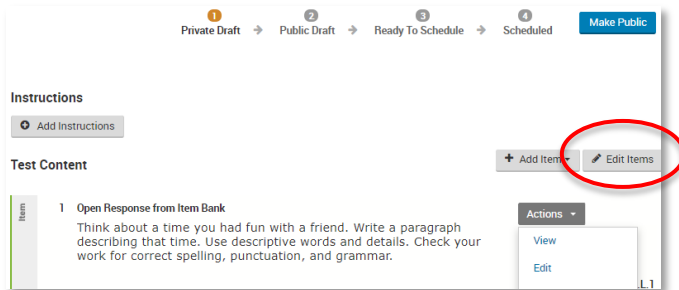 1 2 3 4
Private Draft → Public Draft → Ready To Schedule → Scheduled Make Public
Instructions
Add Instructions
Test Content + Add Item Edit Items
Item 1 Open Response from Item Bank Actions
Think about a time you had fun with a friend. Write a paragraph
describing that time. Use descriptive words and details. Check your
work for correct spelling, punctuation, and grammar.
View
Edit